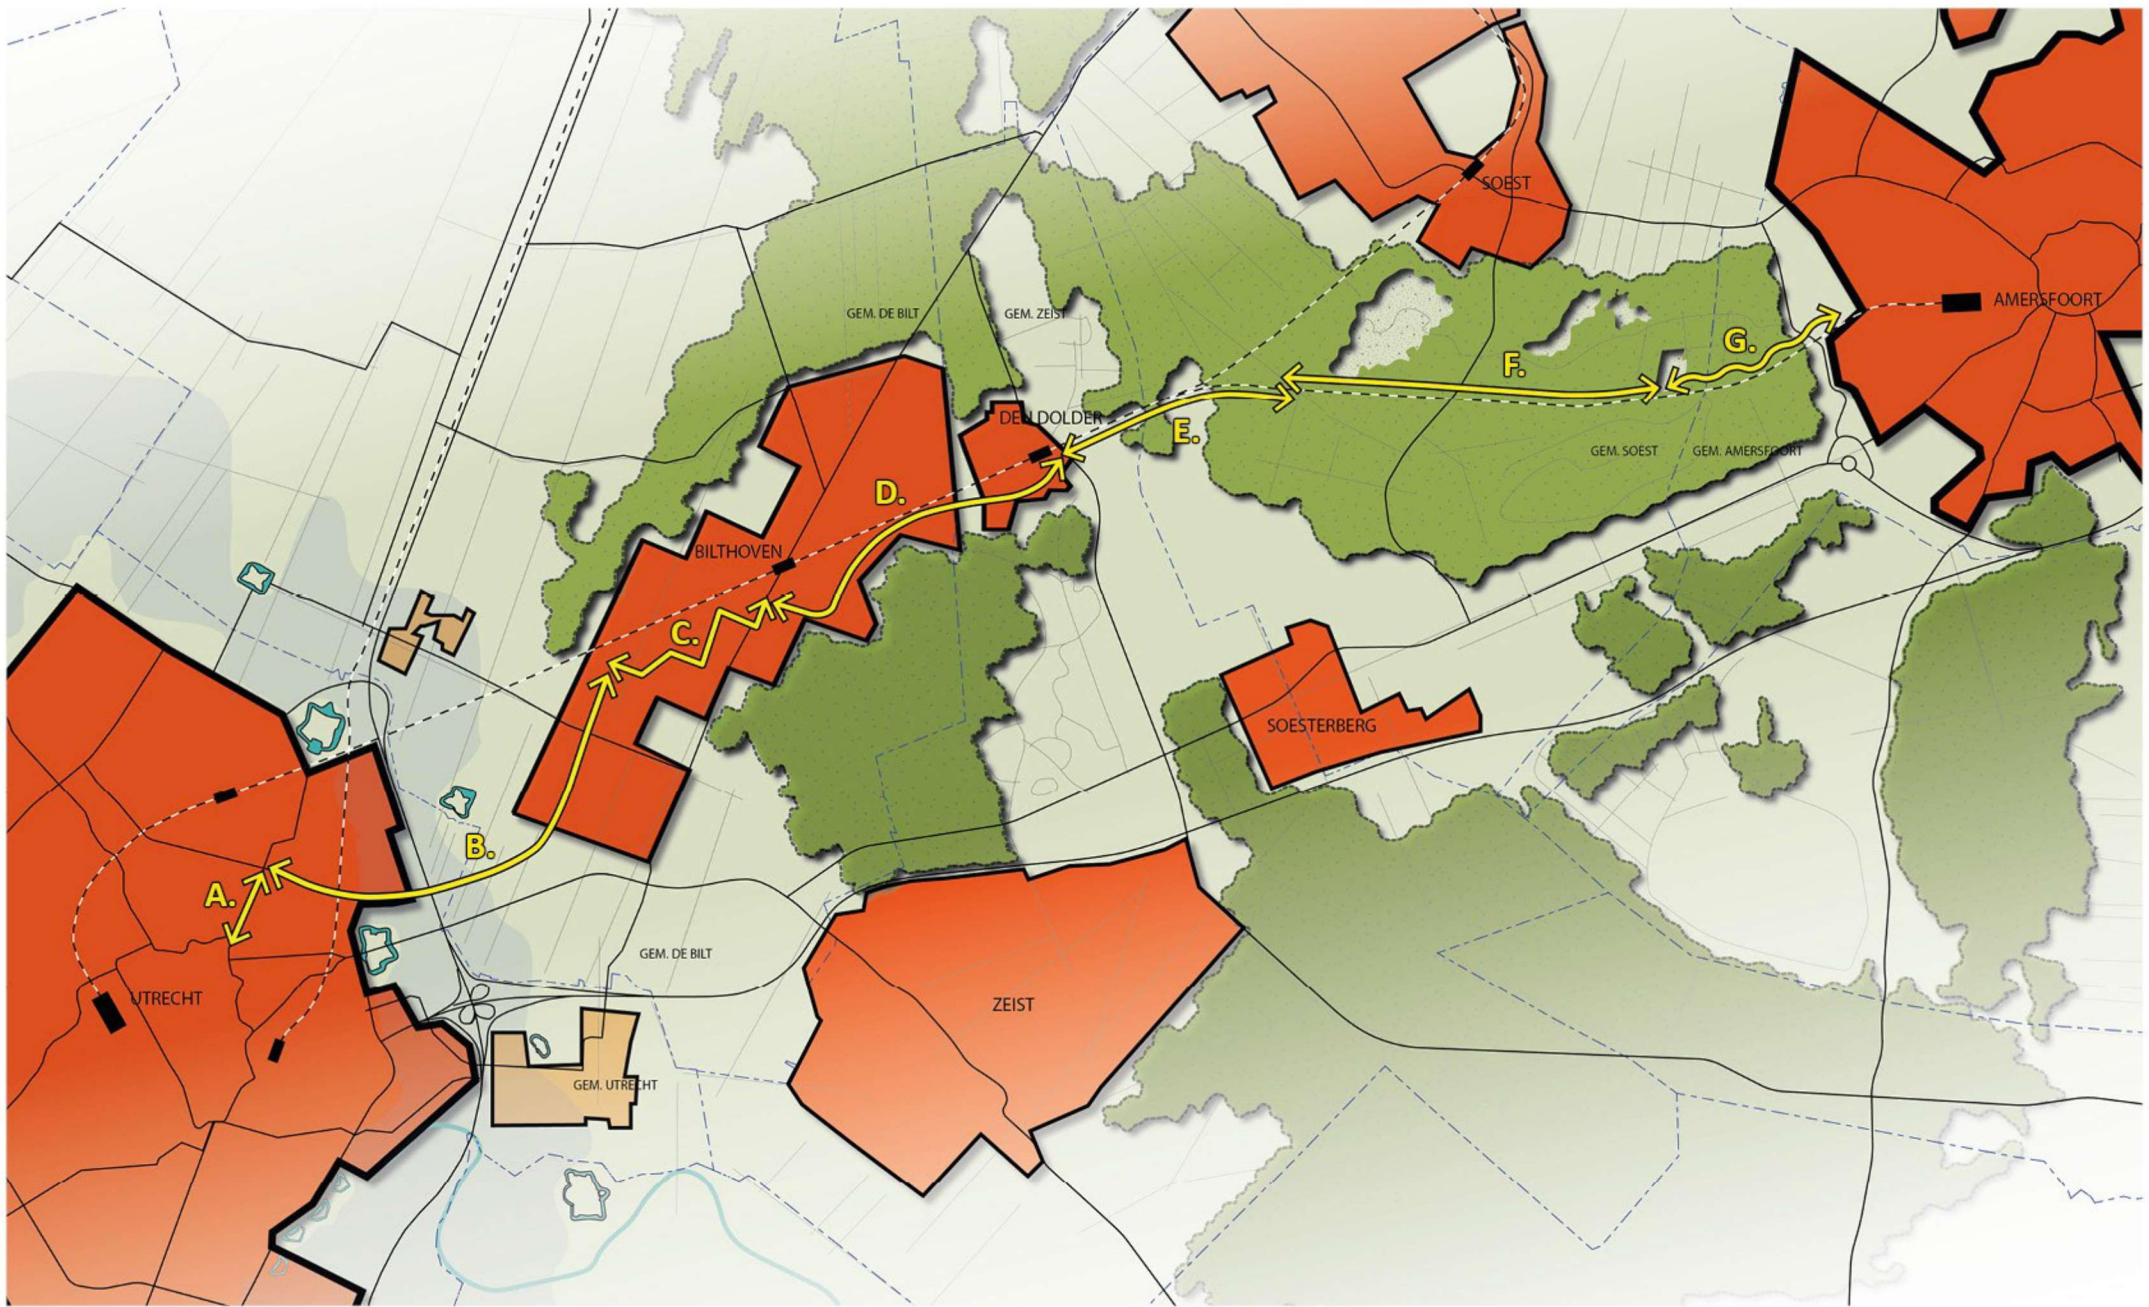 SOEST
AMERSFOORT
GEM. DE BILT
GEM. ZEIST
G.
F.
DEN DOLDER
E.
GEM. SOEST
GEM. AMERSFOORT
D.
BILTHOVEN
C.
SOESTERBERG
B.
A.
GEM. DE BILT
UTRECHT
ZEIST
GEM. UTRECHT